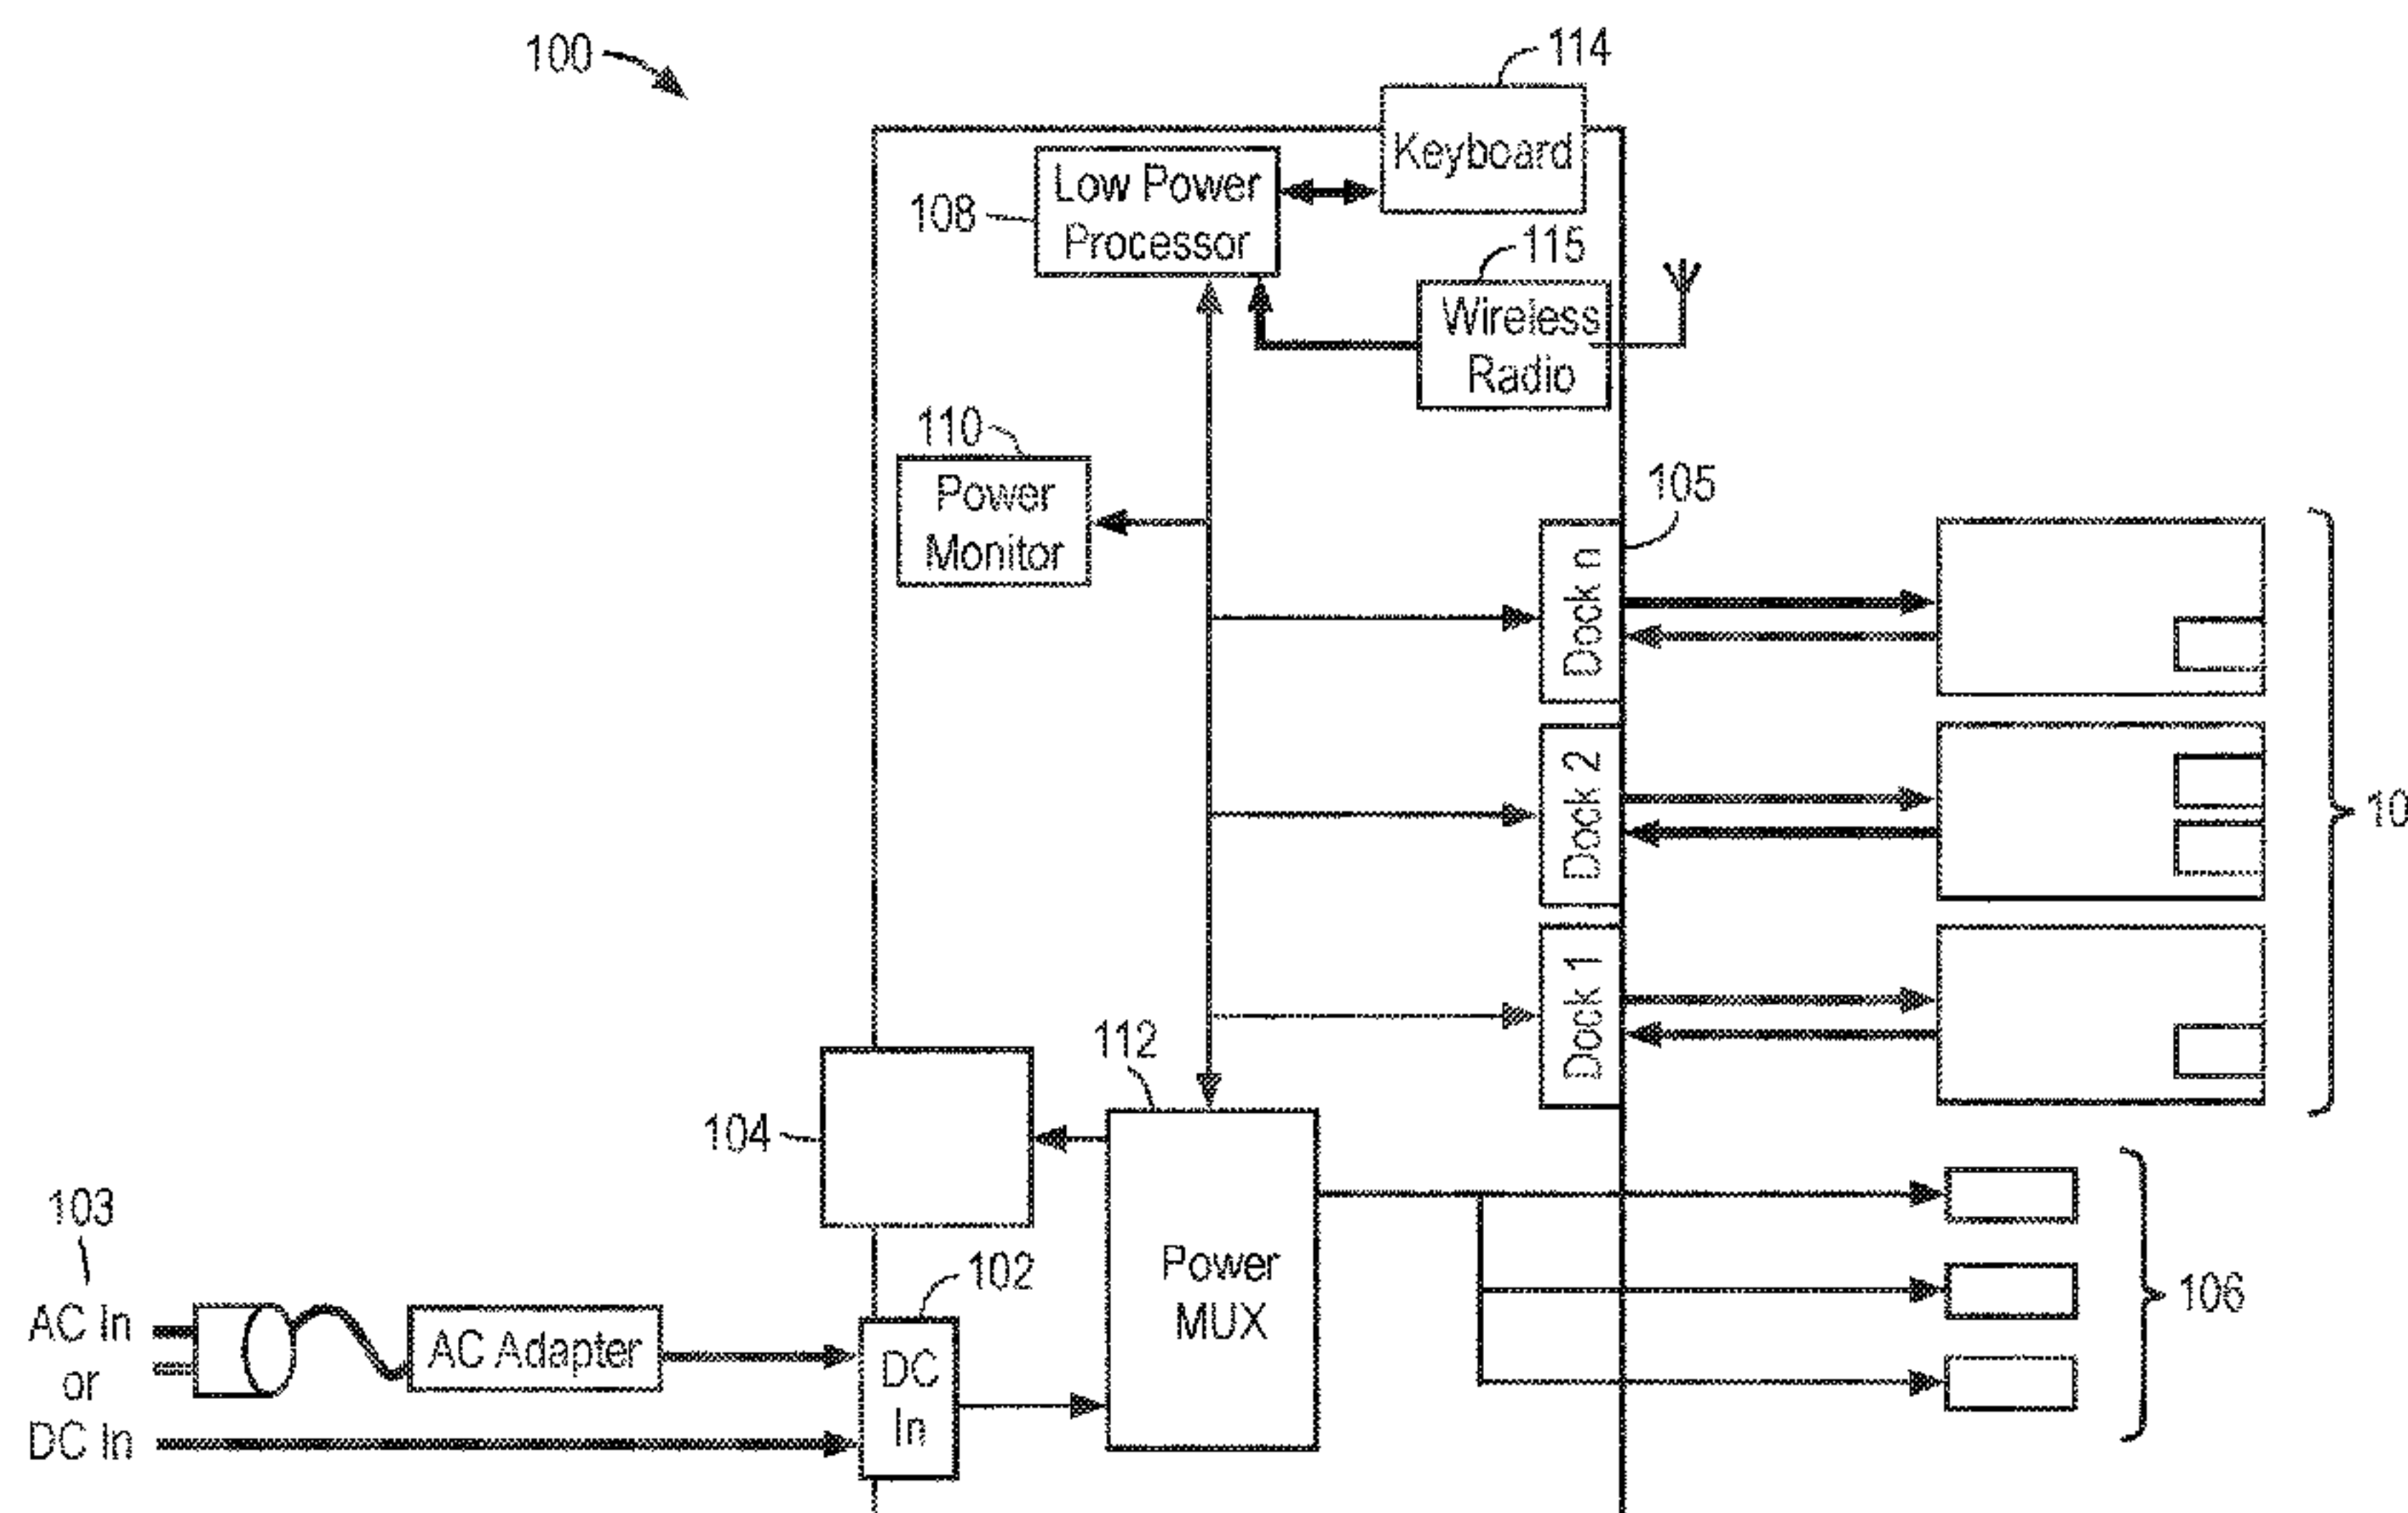 100
114
Keyboard
Low Power
Processor
108
115
Wireless
Radio
110
Power
Monitor
105
Dock n
Dock 2
10
Dock 1
112
104
103
102
Power
MUX
106
AC In
or
DC In
AC Adapter
DC
In